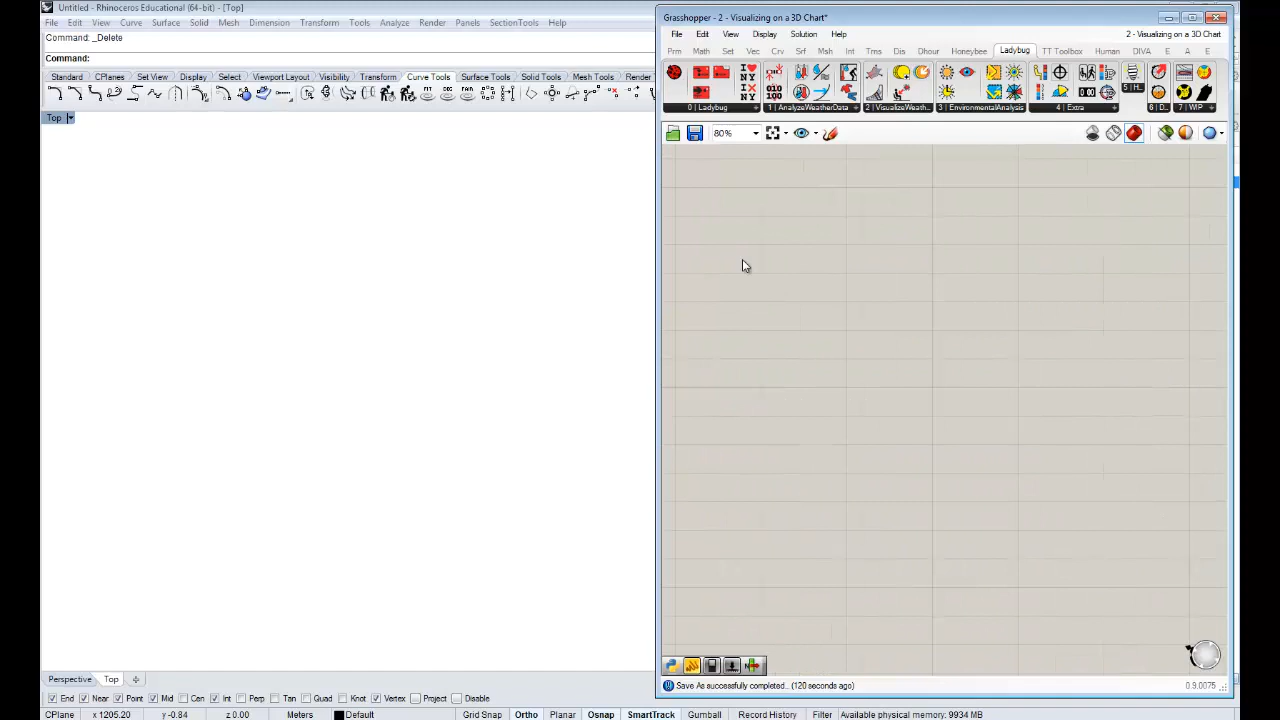 Untitled - Rhinoceros Educational (64-bit) - [Top]
File Edit View Curve Surface Solid Mesh Dimension Transform Tools Analyze Render Panels SectionTools Help
Command: _Delete
Command:
Standard CPlanes Set View Display Select Viewport Layout Visibility Transform Curve Tools Surface Tools Solid Tools Mesh Tools Render
Top
Grasshopper - 2 - Visualizing on a 3D Chart*
File Edit View Display Solution Help
2 - Visualizing on a 3D Chart*
Prm Math Set Vec Crv Srf Msh Int Trns Dis Dhour Honeybee Ladybug E TT Toolbox Human DIVA E A E
0 | Ladybug
1 | AnalyzeWeatherData
2 | VisualizeWeath..
3 | EnvironmentalAnalysis
4 | Extra
5 | H..
6 | D..
7 | WIP
80%
Save As successfully completed... (120 seconds ago)
0.9.0075
Perspective Top
End Near Point Mid Cen Int Perp Tan Quad Knot Vertex Project Disable
CPlane x 1205.20 y -0.84 z 0.00 Meters Default Grid Snap Ortho Planar Osnap SmartTrack Gumball Record History Filter Available physical memory: 9934 MB